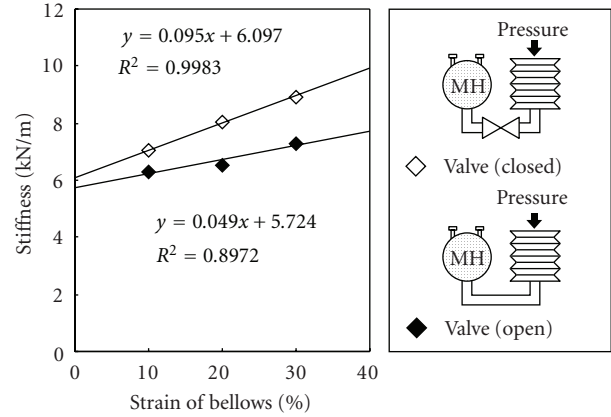 12
10
8
6
4
2
0
Stiffness (kN/m)
y = 0.095x + 6.097
R² = 0.9983
y = 0.049x + 5.724
R² = 0.8972
0 10 20 30 40
Strain of bellows (%)
Pressure
MH
Valve (closed)
Pressure
MH
Valve (open)